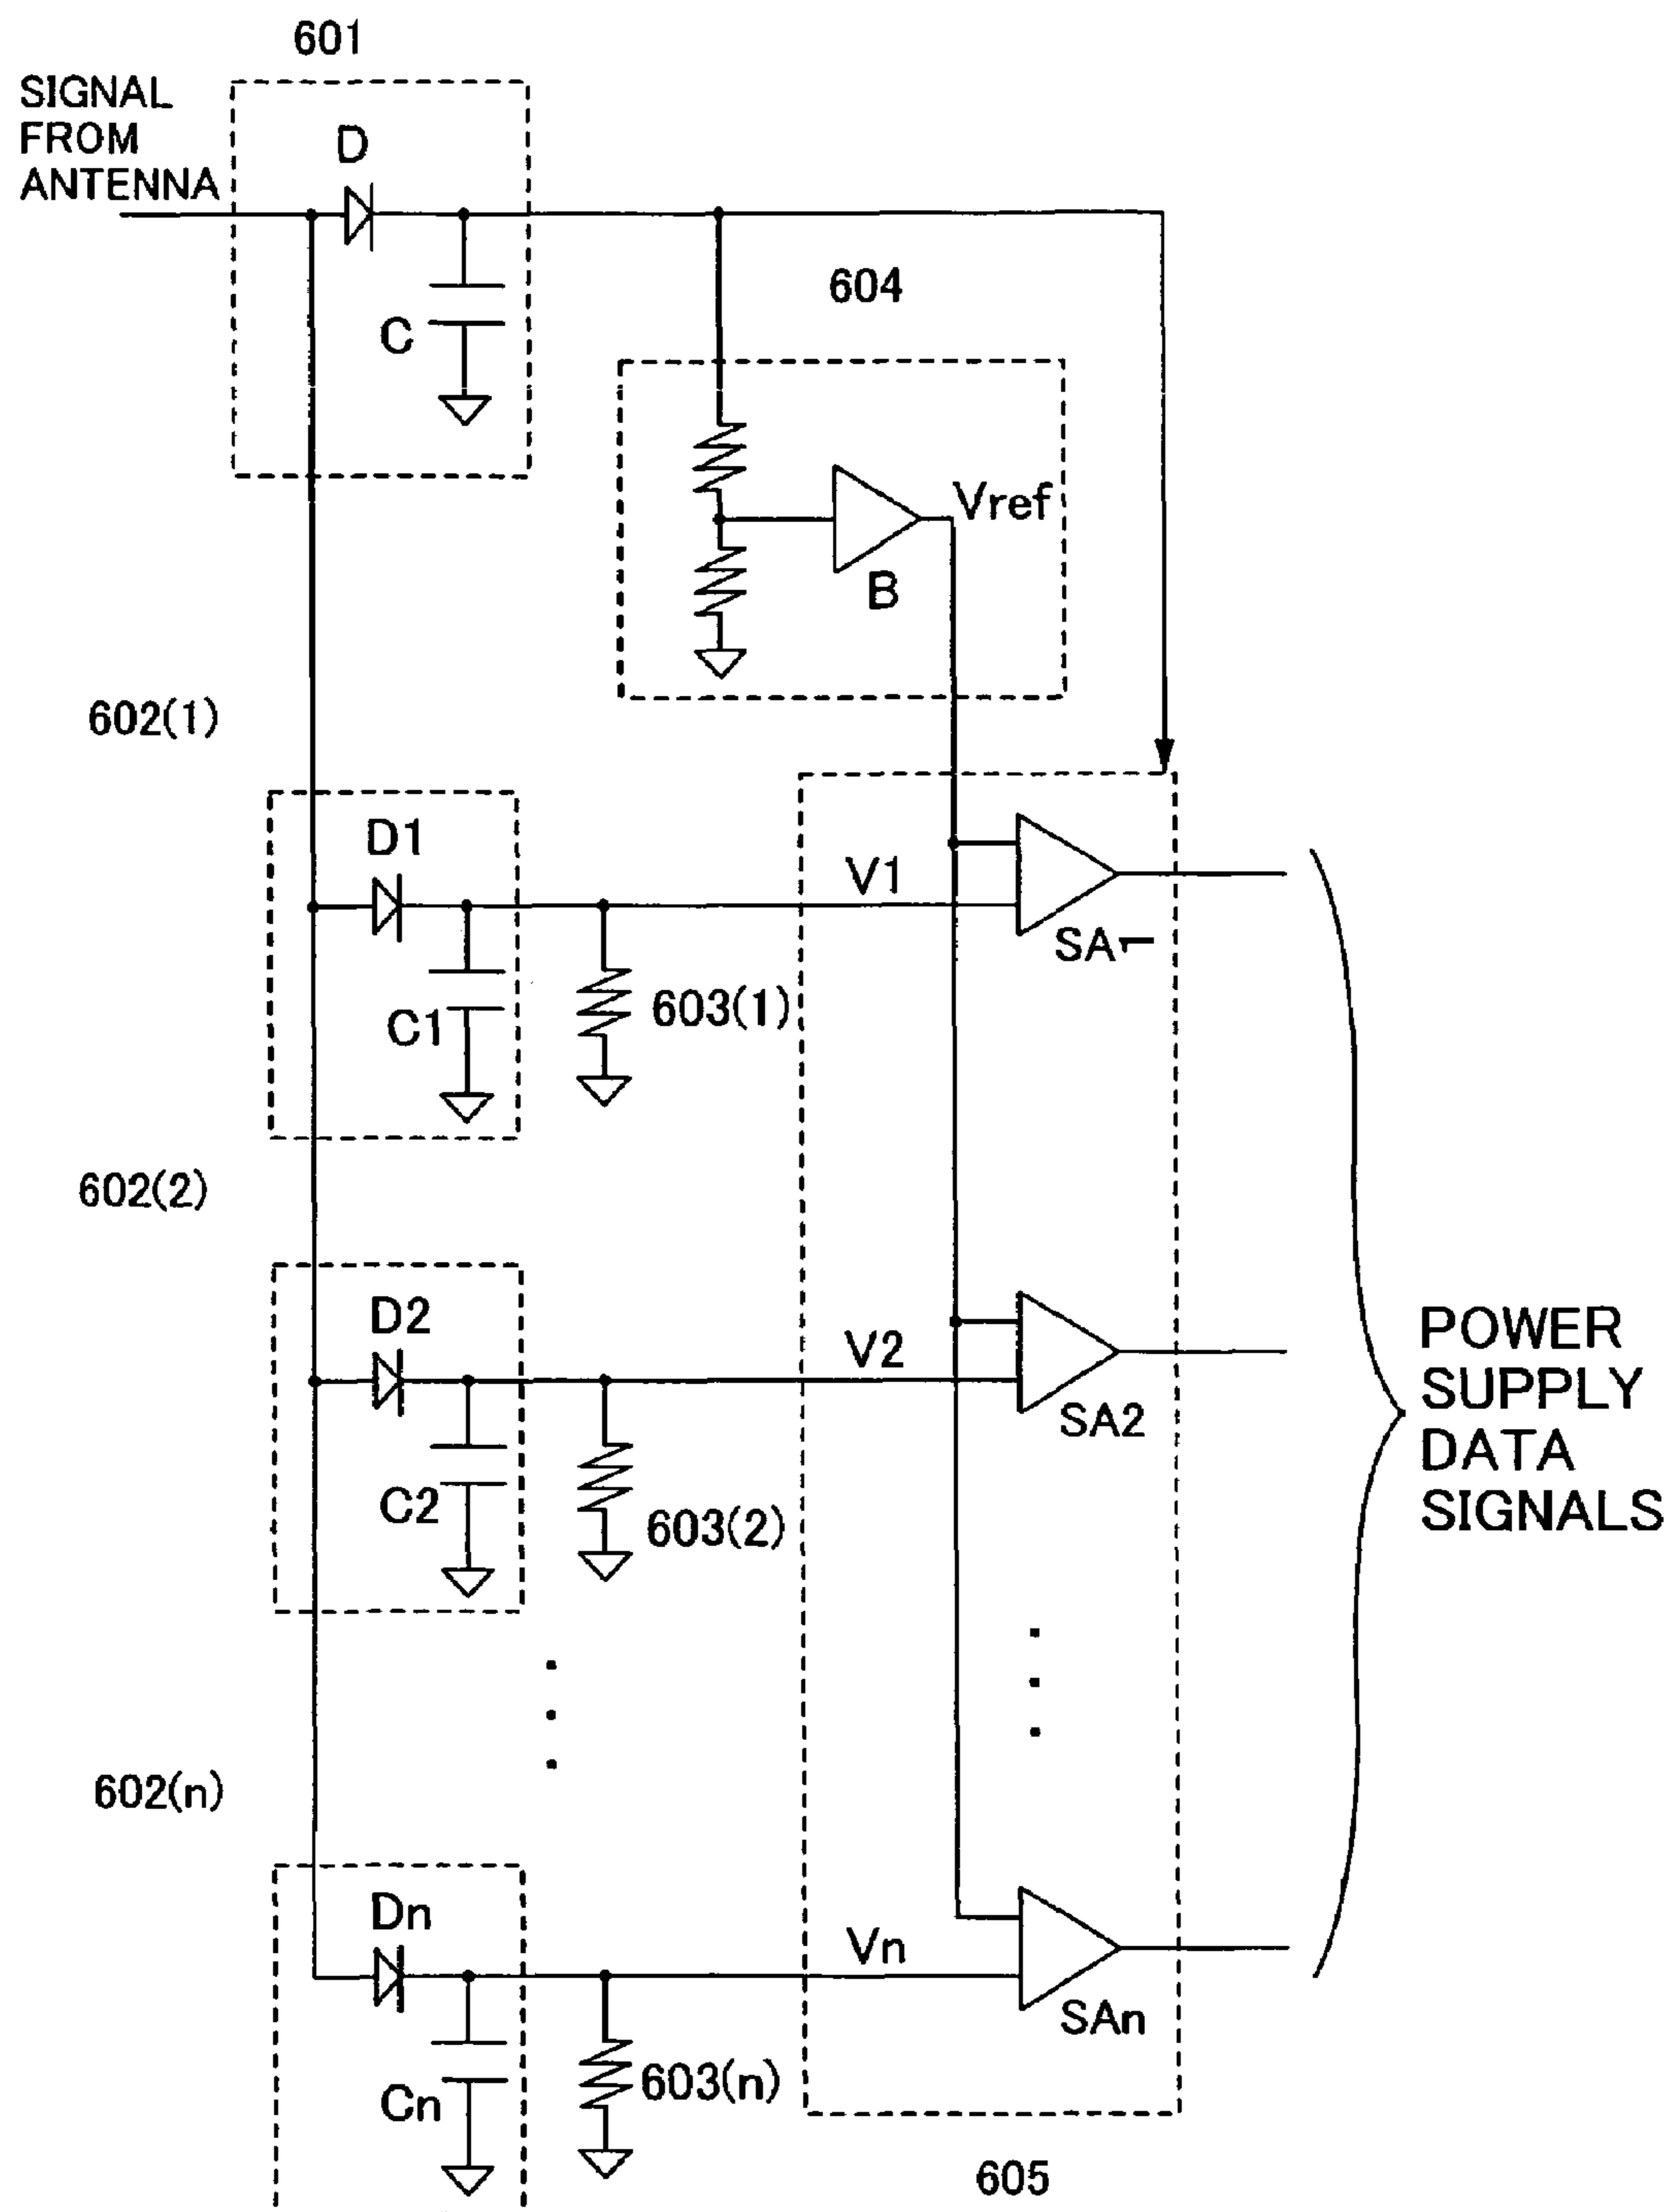 601
SIGNAL
FROM
ANTENNA
D
C
604
Vref
B
602(1)
D1
V1
SA1
C1
603(1)
602(2)
D2
V2
SA2
C2
603(2)
POWER
SUPPLY
DATA
SIGNALS
602(n)
Dn
Vn
SAn
Cn
603(n)
605